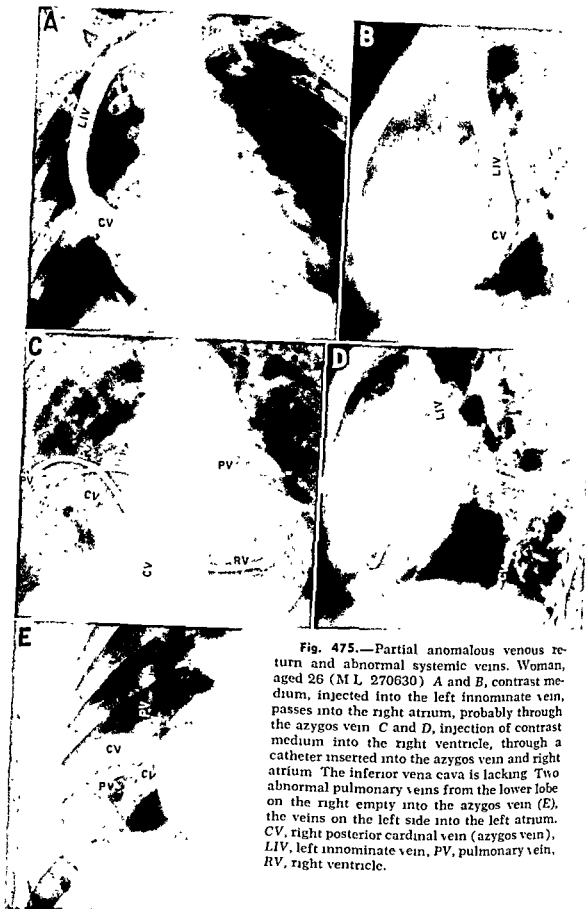 A
LIV
CV
B
LIV
CV
C
PV
CV
CV
PV
RV
D
LIV
E
PV
CV
CV
PV
Fig. 475.—Partial anomalous venous re-
turn and abnormal systemic veins. Woman,
aged 26 (M L 270630) A and B, contrast me-
dium, injected into the left innominate vein,
passes into the right atrium, probably through
the azygos vein C and D, injection of contrast
medium into the right ventricle, through a
catheter inserted into the azygos vein and right
atrium The inferior vena cava is lacking Two
abnormal pulmonary veins from the lower lobe
on the right empty into the azygos vein (E),
the veins on the left side into the left atrium.
CV, right posterior cardinal vein (azygos vein),
LIV, left innominate vein, PV, pulmonary vein,
RV, right ventricle.